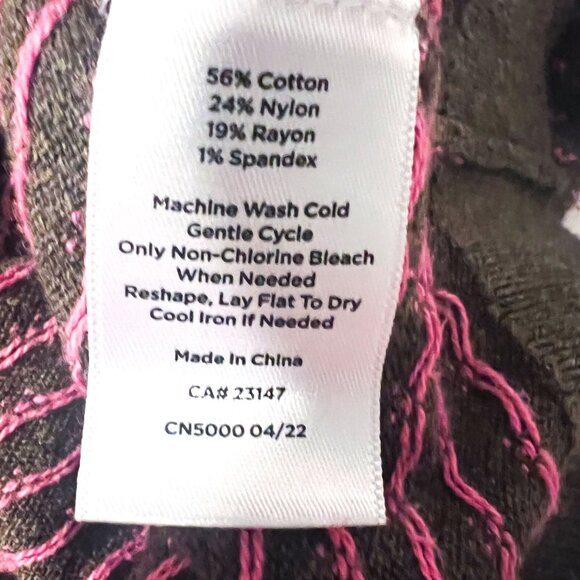 56% Cotton
24% Nylon
19% Rayon
1% Spandex
Machine Wash Cold
Gentle Cycle
Only Non-Chlorine Bleach
When Needed
Reshape, Lay Flat To Dry
Cool Iron If Needed
Made In China
CA# 23147
CN5000 04/22